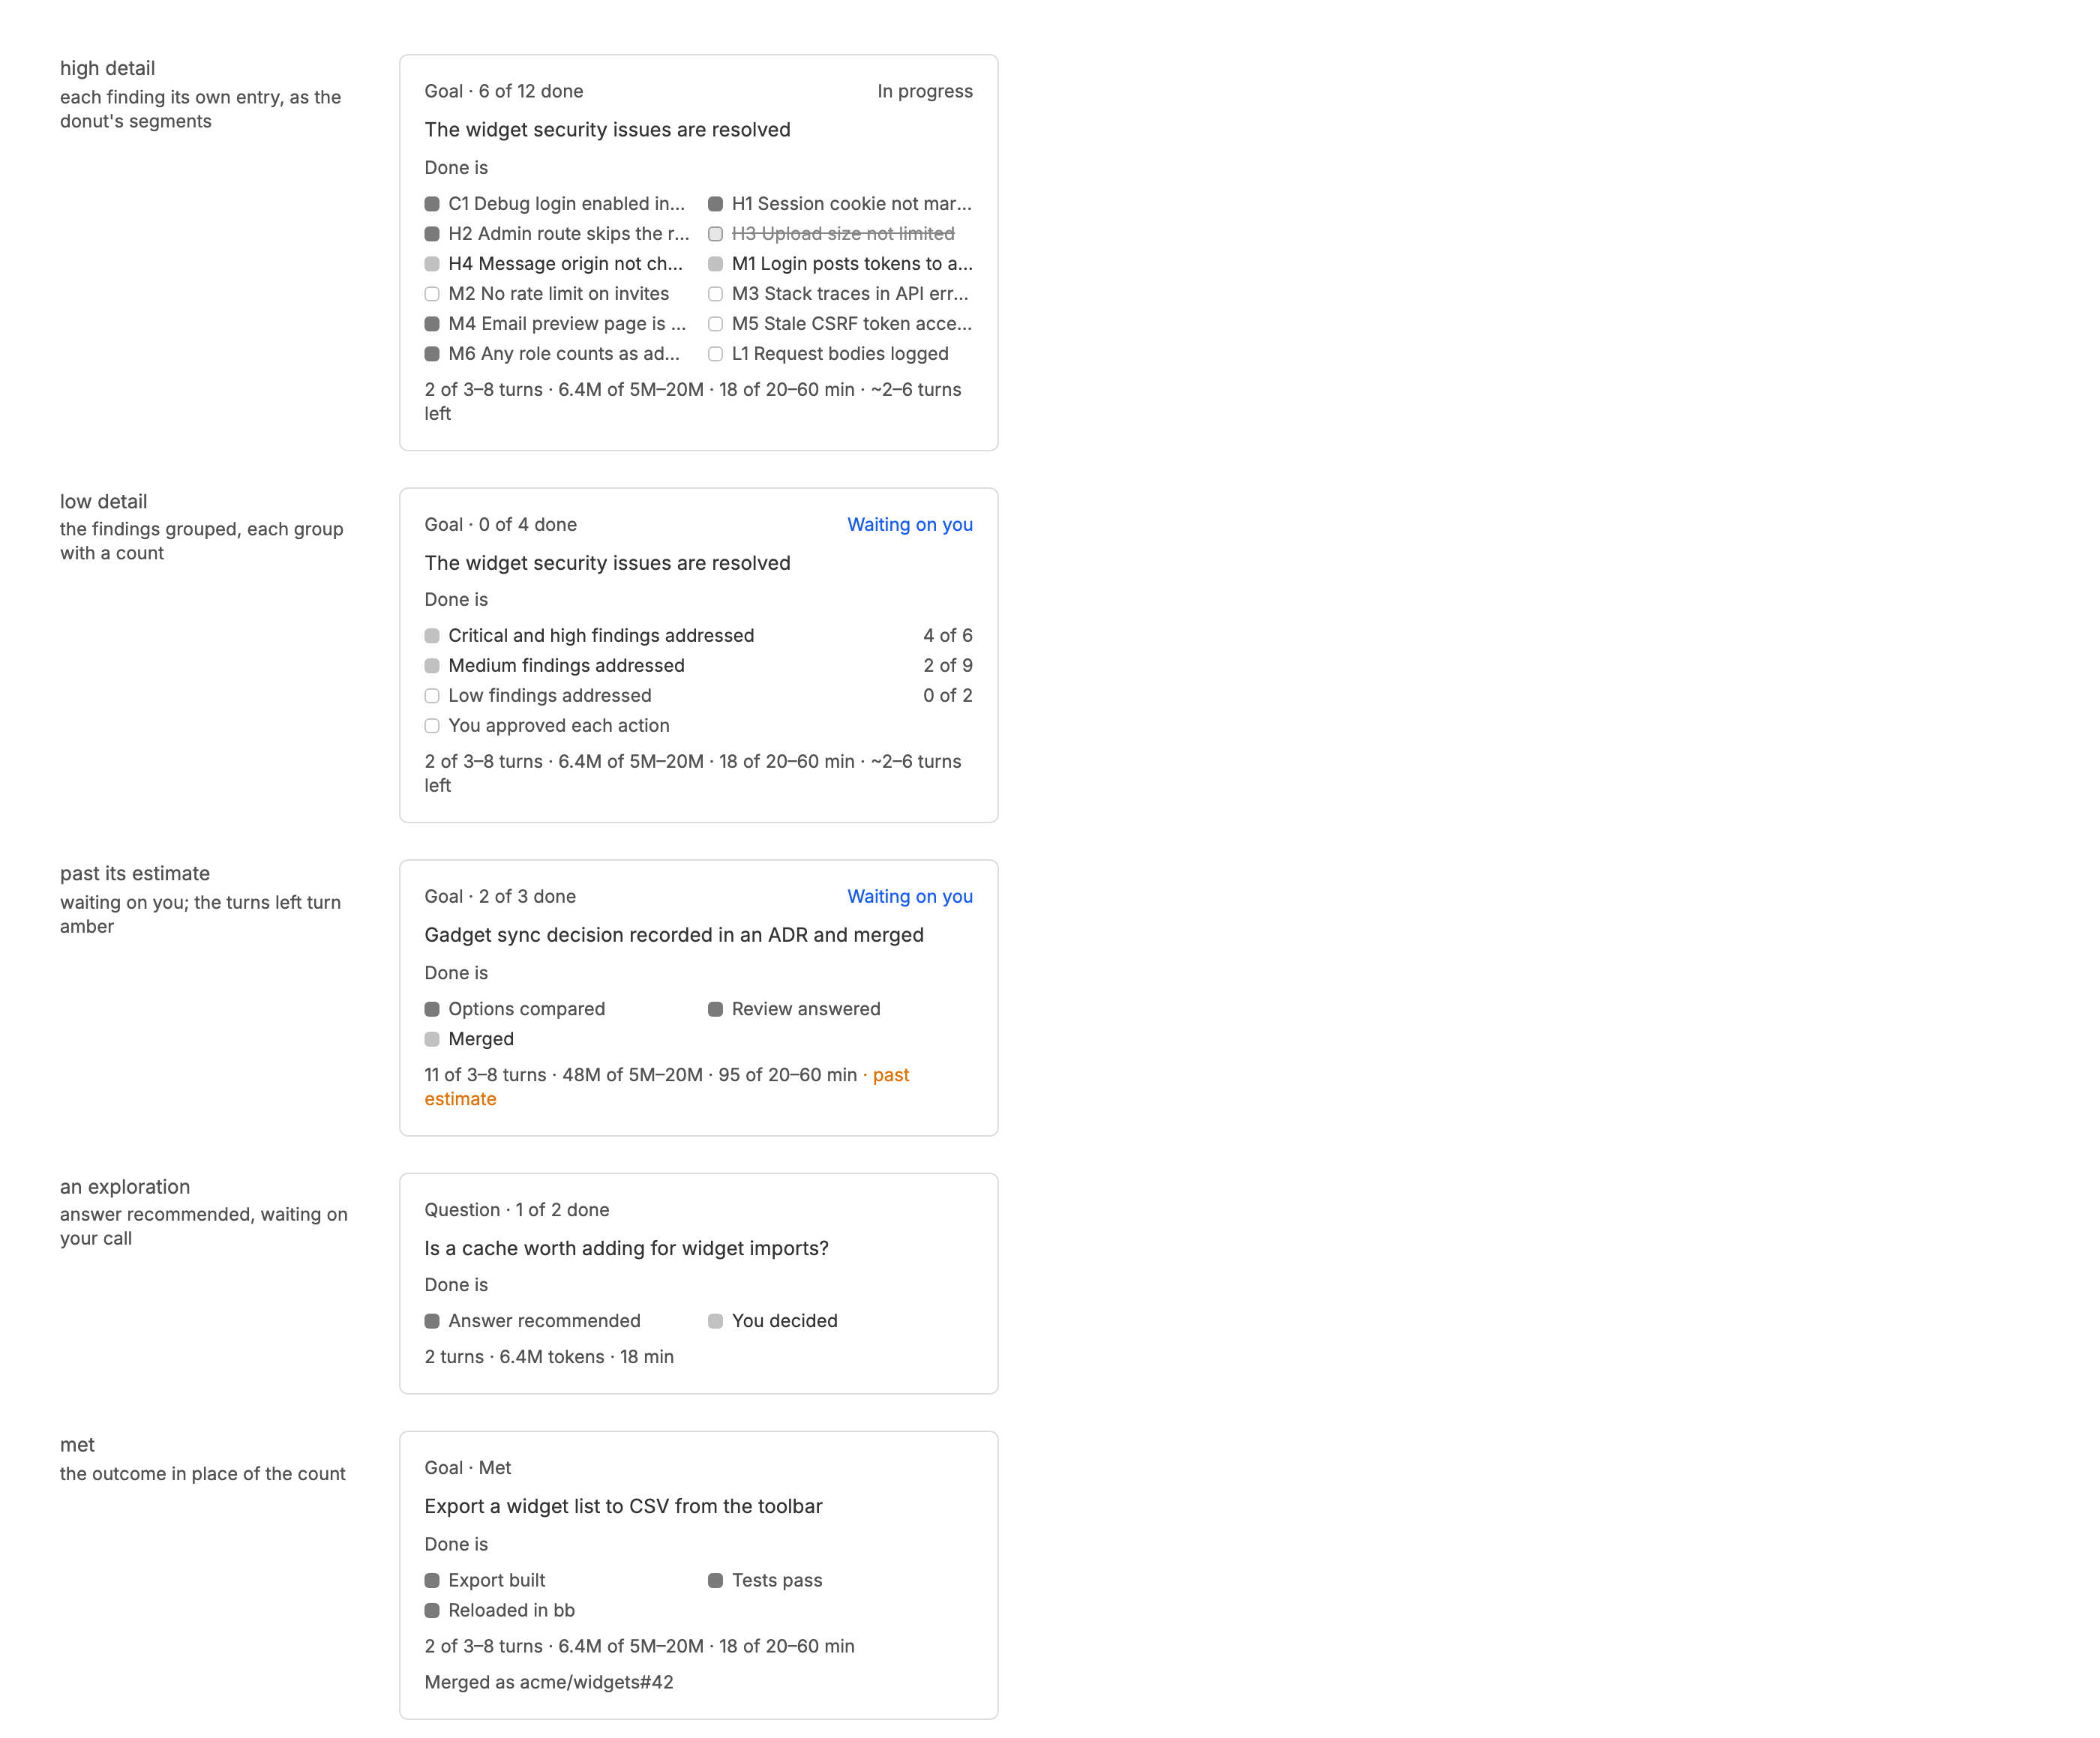 high detail
each finding its own entry, as the
donut's segments
Goal · 6 of 12 done
In progress
The widget security issues are resolved
Done is
C1 Debug login enabled in...
H1 Session cookie not mar...
H2 Admin route skips the r...
H3 Upload size not limited
H4 Message origin not ch...
M1 Login posts tokens to a...
M2 No rate limit on invites
M3 Stack traces in API err...
M4 Email preview page is ...
M5 Stale CSRF token acce...
M6 Any role counts as ad...
L1 Request bodies logged
2 of 3–8 turns · 6.4M of 5M–20M · 18 of 20–60 min · ~2–6 turns
left
low detail
the findings grouped, each group
with a count
Goal · 0 of 4 done
Waiting on you
The widget security issues are resolved
Done is
Critical and high findings addressed
4 of 6
Medium findings addressed
2 of 9
Low findings addressed
0 of 2
You approved each action
2 of 3–8 turns · 6.4M of 5M–20M · 18 of 20–60 min · ~2–6 turns
left
past its estimate
waiting on you; the turns left turn
amber
Goal · 2 of 3 done
Waiting on you
Gadget sync decision recorded in an ADR and merged
Done is
Options compared
Review answered
Merged
11 of 3–8 turns · 48M of 5M–20M · 95 of 20–60 min · past
estimate
an exploration
answer recommended, waiting on
your call
Question · 1 of 2 done
Is a cache worth adding for widget imports?
Done is
Answer recommended
You decided
2 turns · 6.4M tokens · 18 min
met
the outcome in place of the count
Goal · Met
Export a widget list to CSV from the toolbar
Done is
Export built
Tests pass
Reloaded in bb
2 of 3–8 turns · 6.4M of 5M–20M · 18 of 20–60 min
Merged as acme/widgets#42